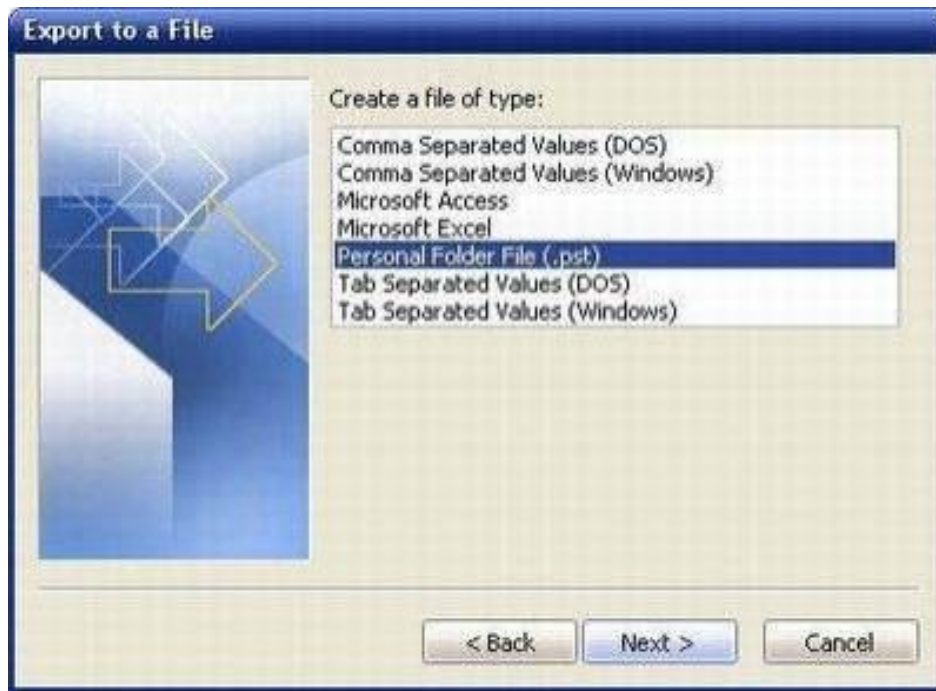 Export to a File
Create a file of type:
Comma Separated Values (DOS)
Comma Separated Values (Windows)
Microsoft Access
Microsoft Excel
Personal Folder File (.pst)
Tab Separated Values (DOS)
Tab Separated Values (Windows)
< Back
Next >
Cancel